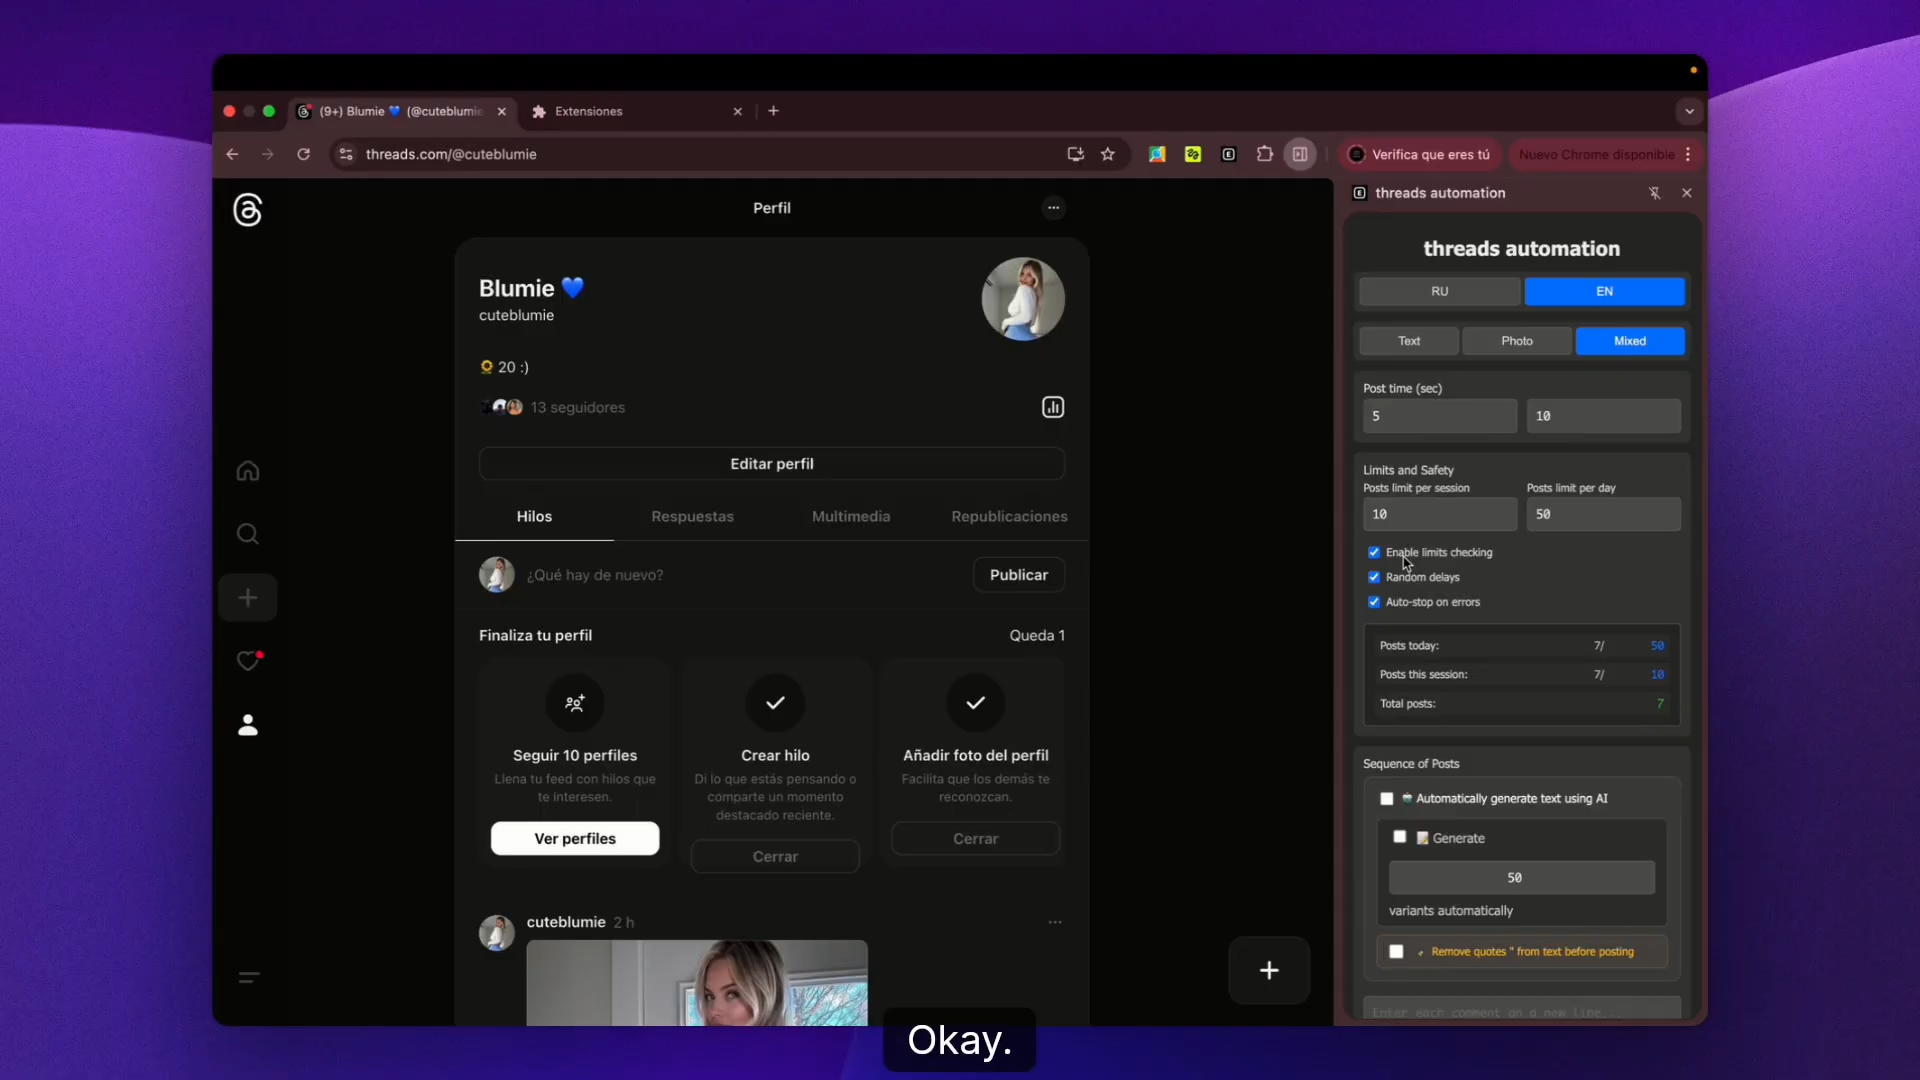 (9+) Blumie 💙 (@cuteblumie
Extensiones
threads.com/@cuteblumie
Verifica que eres tú
Nuevo Chrome disponible
Perfil
Blumie 💙
cuteblumie
🌻 20 :)
13 seguidores
Editar perfil
Hilos
Respuestas
Multimedia
Republicaciones
¿Qué hay de nuevo?
Publicar
Finaliza tu perfil
Queda 1
Seguir 10 perfiles
Llena tu feed con hilos que
te interesen.
Ver perfiles
Crear hilo
Di lo que estás pensando o
comparte un momento
destacado reciente.
Cerrar
Añadir foto del perfil
Facilita que los demás te
reconozcan.
Cerrar
cuteblumie 2 h
threads automation
threads automation
RU
EN
Text
Photo
Mixed
Post time (sec)
5
10
Limits and Safety
Posts limit per session
Posts limit per day
10
50
Enable limits checking
Random delays
Auto-stop on errors
Posts today: 7/ 50
Posts this session: 7/ 10
Total posts: 7
Sequence of Posts
Automatically generate text using AI
📝 Generate
50
variants automatically
Remove quotes " from text before posting
Enter each comment on a new line...
Okay.